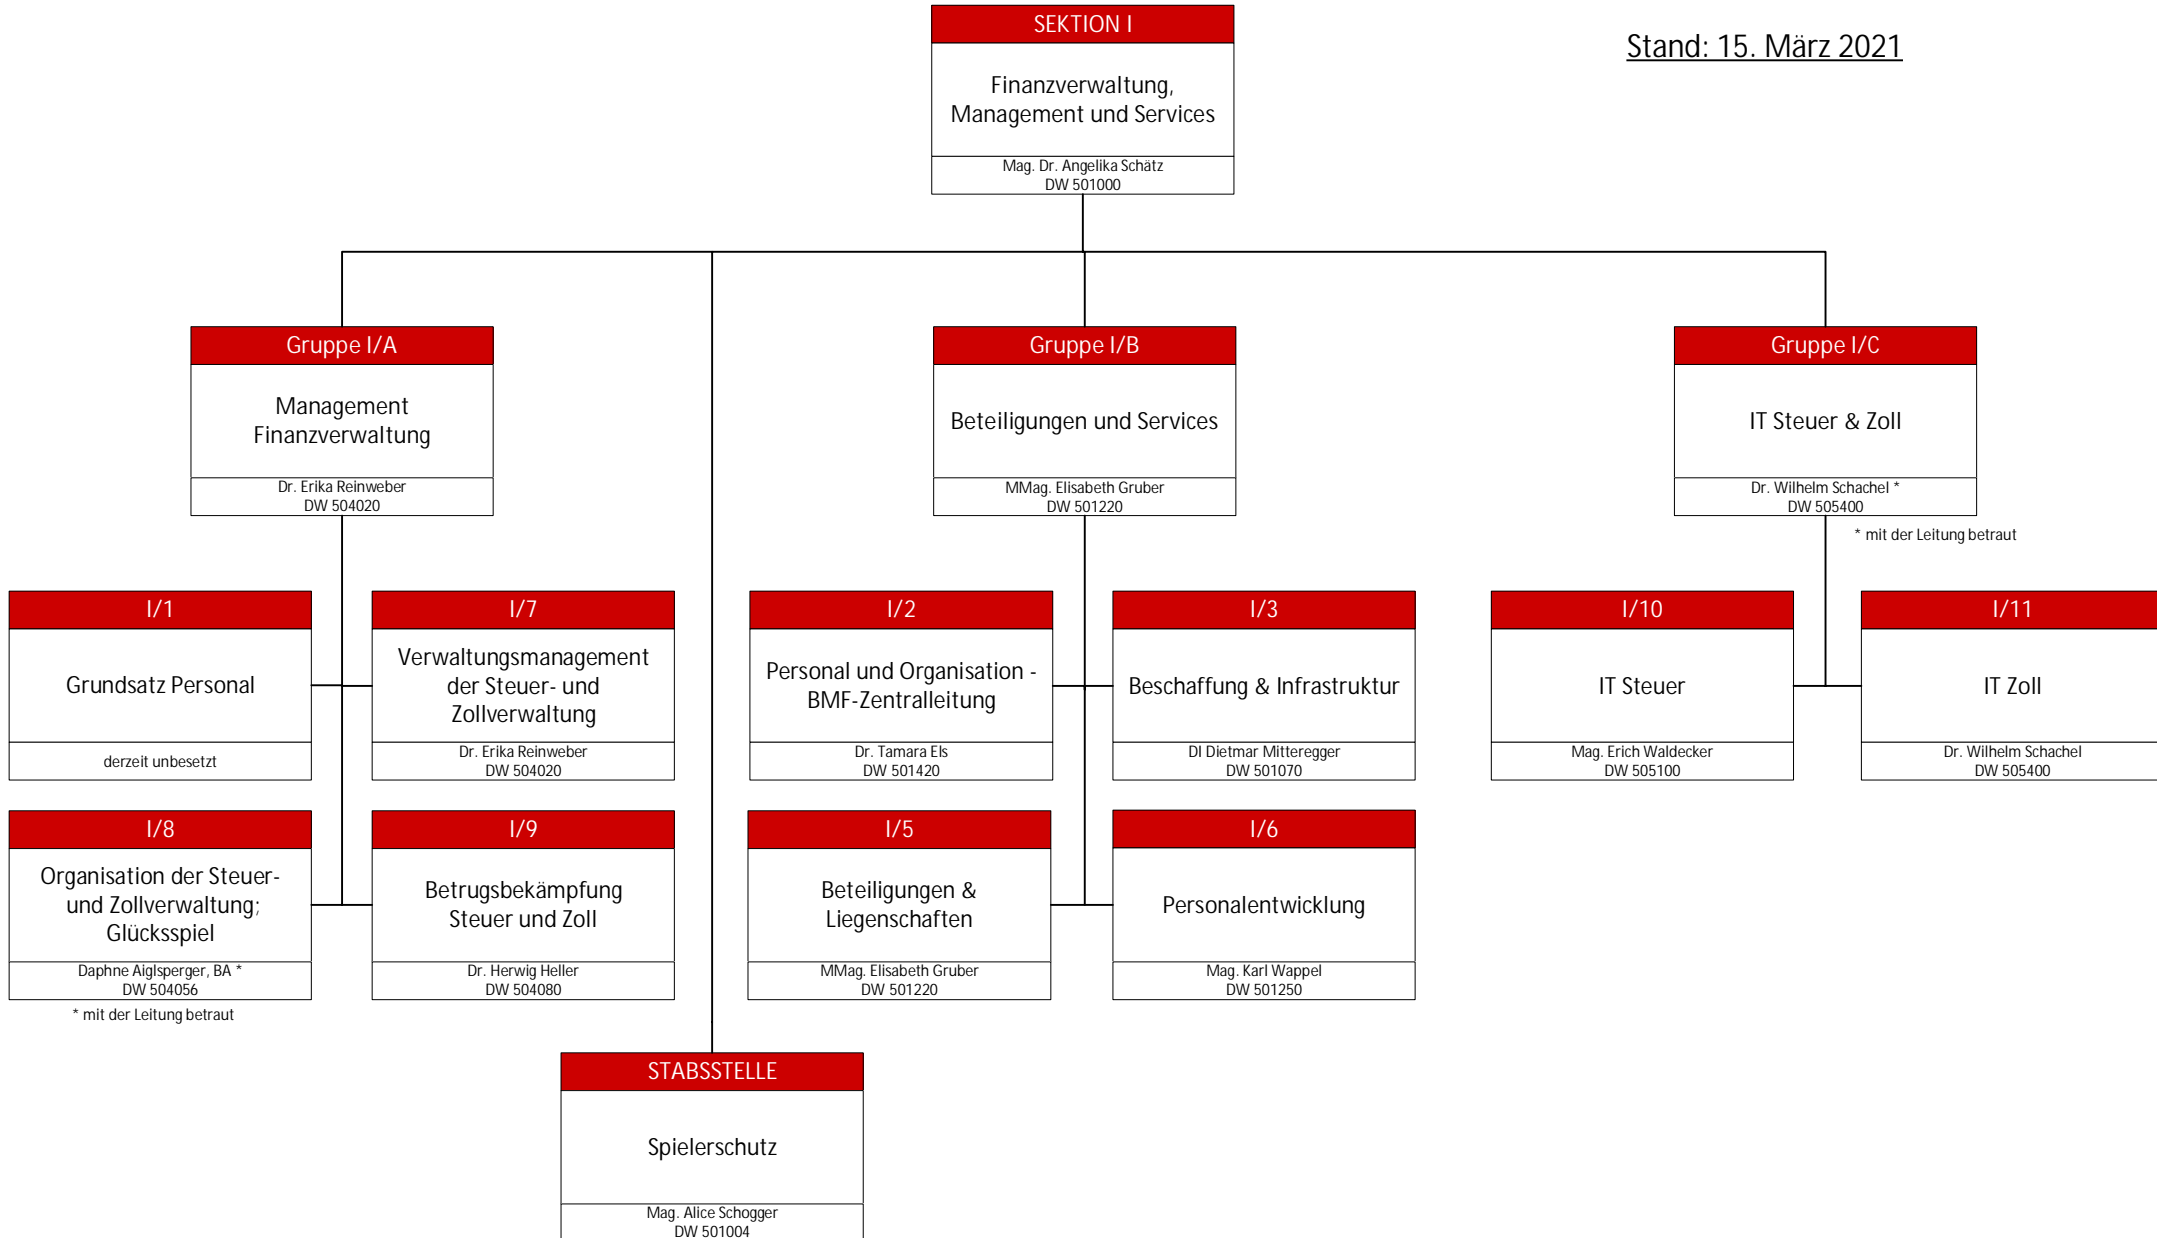 SEKTION I
Finanzverwaltung,
Management und Services
Mag. Dr. Angelika Schätz
DW 501000
Stand: 15. März 2021
Gruppe I/A
Management
Finanzverwaltung
Dr. Erika Reinweber
DW 504020
Gruppe I/B
Beteiligungen und Services
MMag. Elisabeth Gruber
DW 501220
Gruppe I/C
IT Steuer & Zoll
Dr. Wilhelm Schachel *
DW 505400
* mit der Leitung betraut
I/1
Grundsatz Personal
derzeit unbesetzt
I/7
Verwaltungsmanagement
der Steuer- und
Zollverwaltung
Dr. Erika Reinweber
DW 504020
I/2
Personal und Organisation -
BMF-Zentralleitung
Dr. Tamara Els
DW 501420
I/3
Beschaffung & Infrastruktur
DI Dietmar Mitteregger
DW 501070
I/10
IT Steuer
Mag. Erich Waldecker
DW 505100
I/11
IT Zoll
Dr. Wilhelm Schachel
DW 505400
I/8
Organisation der Steuer-
und Zollverwaltung;
Glücksspiel
Daphne Aiglsperger, BA *
DW 504056
* mit der Leitung betraut
I/9
Betrugsbekämpfung
Steuer und Zoll
Dr. Herwig Heller
DW 504080
I/5
Beteiligungen &
Liegenschaften
MMag. Elisabeth Gruber
DW 501220
I/6
Personalentwicklung
Mag. Karl Wappel
DW 501250
STABSSTELLE
Spielerschutz
Mag. Alice Schogger
DW 501004